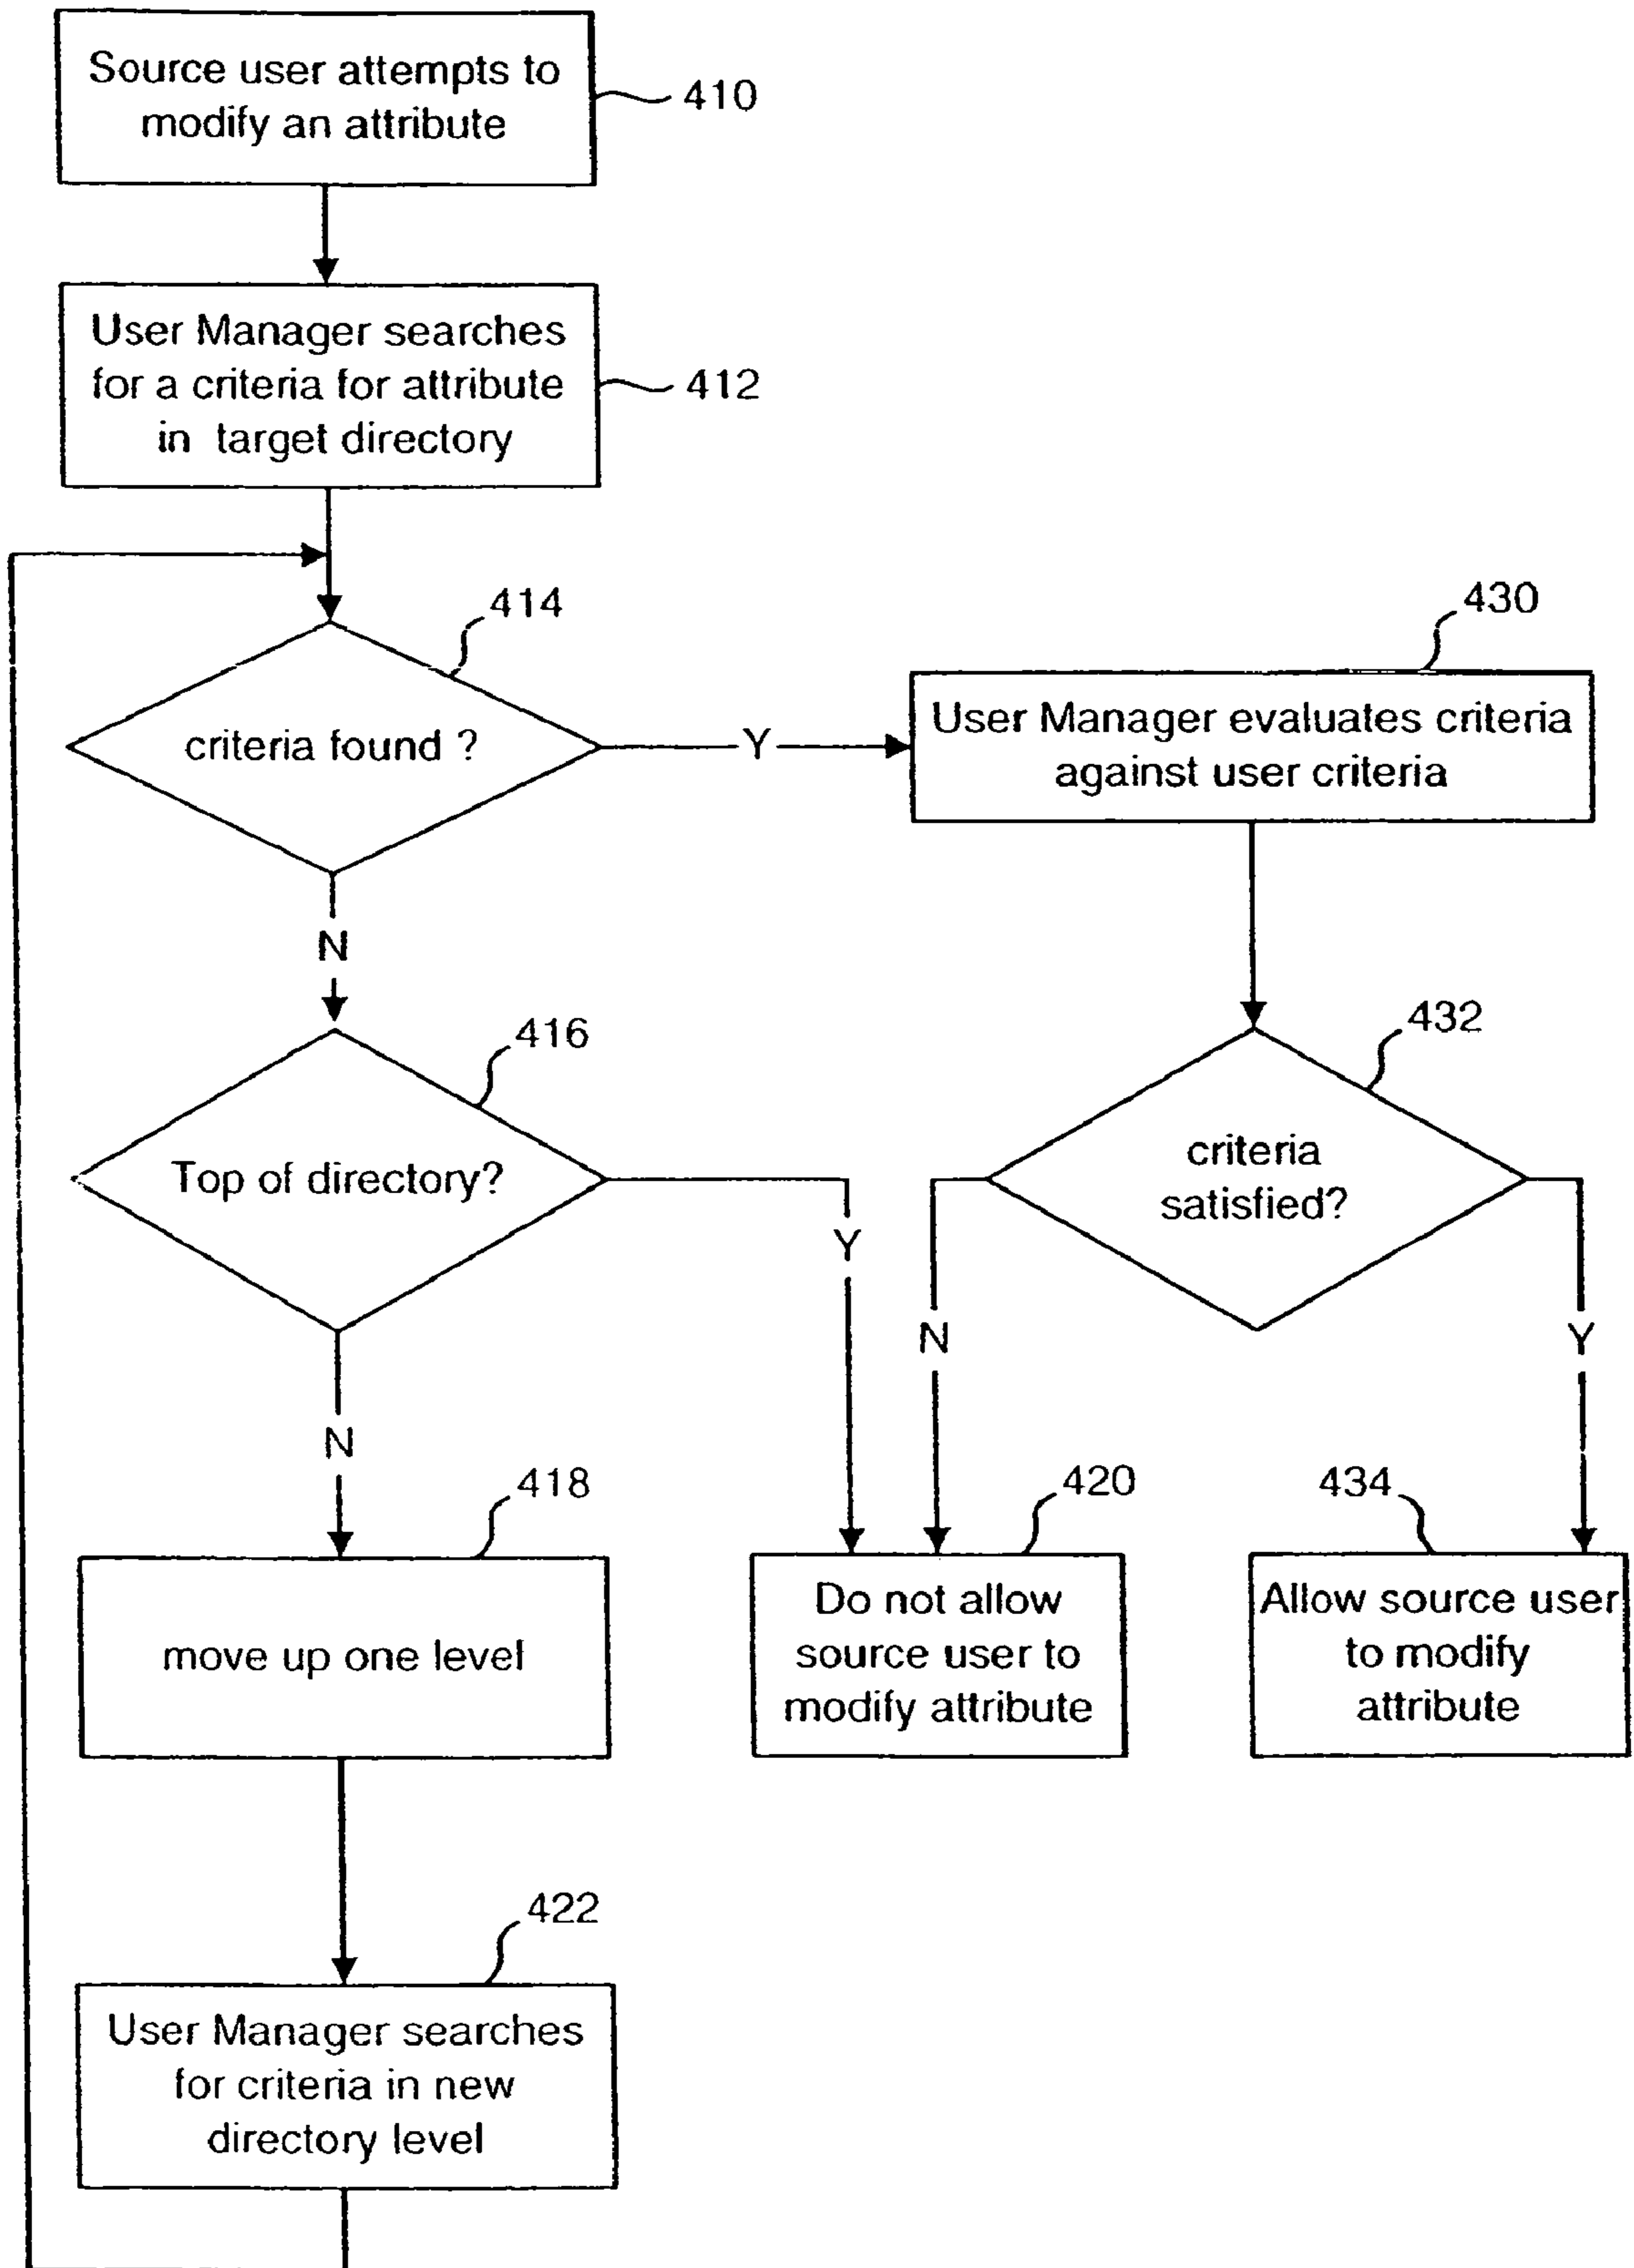 Source user attempts to
modify an attribute
410
User Manager searches
for a criteria for attribute
in target directory
412
414
criteria found ?
Y
430
User Manager evaluates criteria
against user criteria
N
416
Top of directory?
Y
432
criteria
satisfied?
N
Y
N
418
move up one level
420
Do not allow
source user to
modify attribute
434
Allow source user
to modify
attribute
422
User Manager searches
for criteria in new
directory level